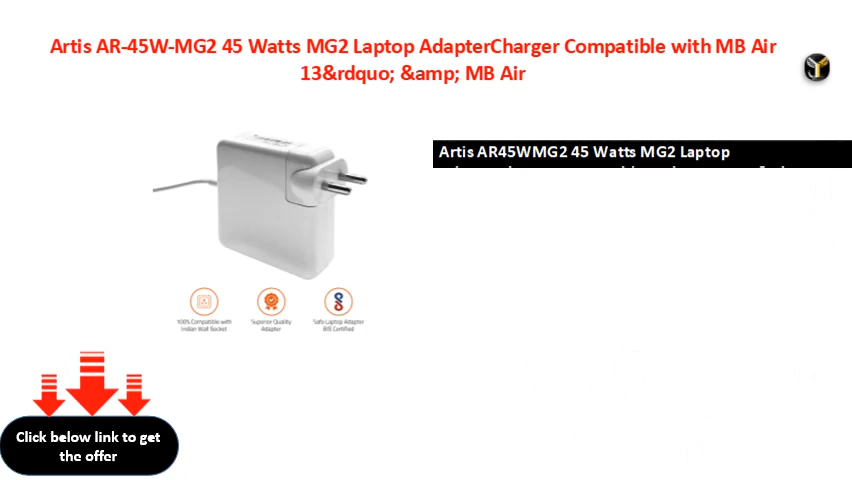 Artis AR-45W-MG2 45 Watts MG2 Laptop AdapterCharger Compatible with MB Air
13&rdquo; &amp; MB Air
Artis AR45WMG2 45 Watts MG2 Laptop
100% Compatible with
Indian Wall Socket
Superior Quality
Adapter
Safe Laptop Adapter
BIS Certified
Click below link to get
the offer